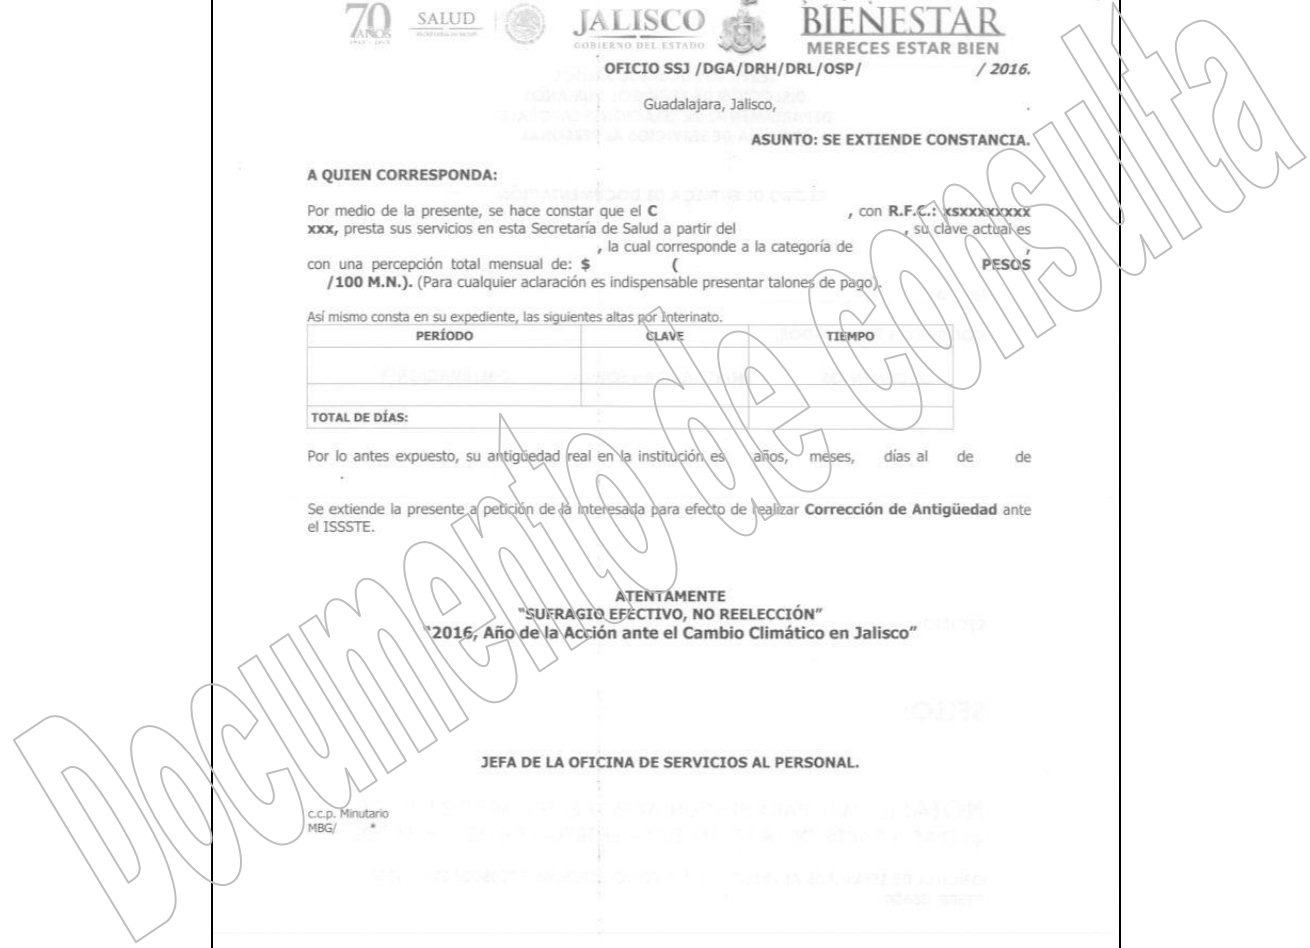 70
AÑOS
1943 - 2013
SALUD
JALISCO
GOBIERNO DEL ESTADO
BIENESTAR
MERECES ESTAR BIEN
OFICIO SSJ /DGA/DRH/DRL/OSP/ / 2016.
Guadalajara, Jalisco, .
ASUNTO: SE EXTIENDE CONSTANCIA.
A QUIEN CORRESPONDA:
Por medio de la presente, se hace constar que el C , con R.F.C.: xsxxxxxxxx
xxx, presta sus servicios en esta Secretaría de Salud a partir del , su clave actual es
, la cual corresponde a la categoría de ,
con una percepción total mensual de: $ ( PESOS
/100 M.N.). (Para cualquier aclaración es indispensable presentar talones de pago).
Así mismo consta en su expediente, las siguientes altas por Interinato.
PERÍODO CLAVE TIEMPO
TOTAL DE DÍAS:
Por lo antes expuesto, su antigüedad real en la institución es años, meses, días al de de
.
Se extiende la presente a petición de la interesada para efecto de realizar Corrección de Antigüedad ante
el ISSSTE.
ATENTAMENTE
"SUFRAGIO EFECTIVO, NO REELECCIÓN"
"2016, Año de la Acción ante el Cambio Climático en Jalisco"
JEFA DE LA OFICINA DE SERVICIOS AL PERSONAL.
c.c.p. Minutario
MBG/ *
Documento de consulta